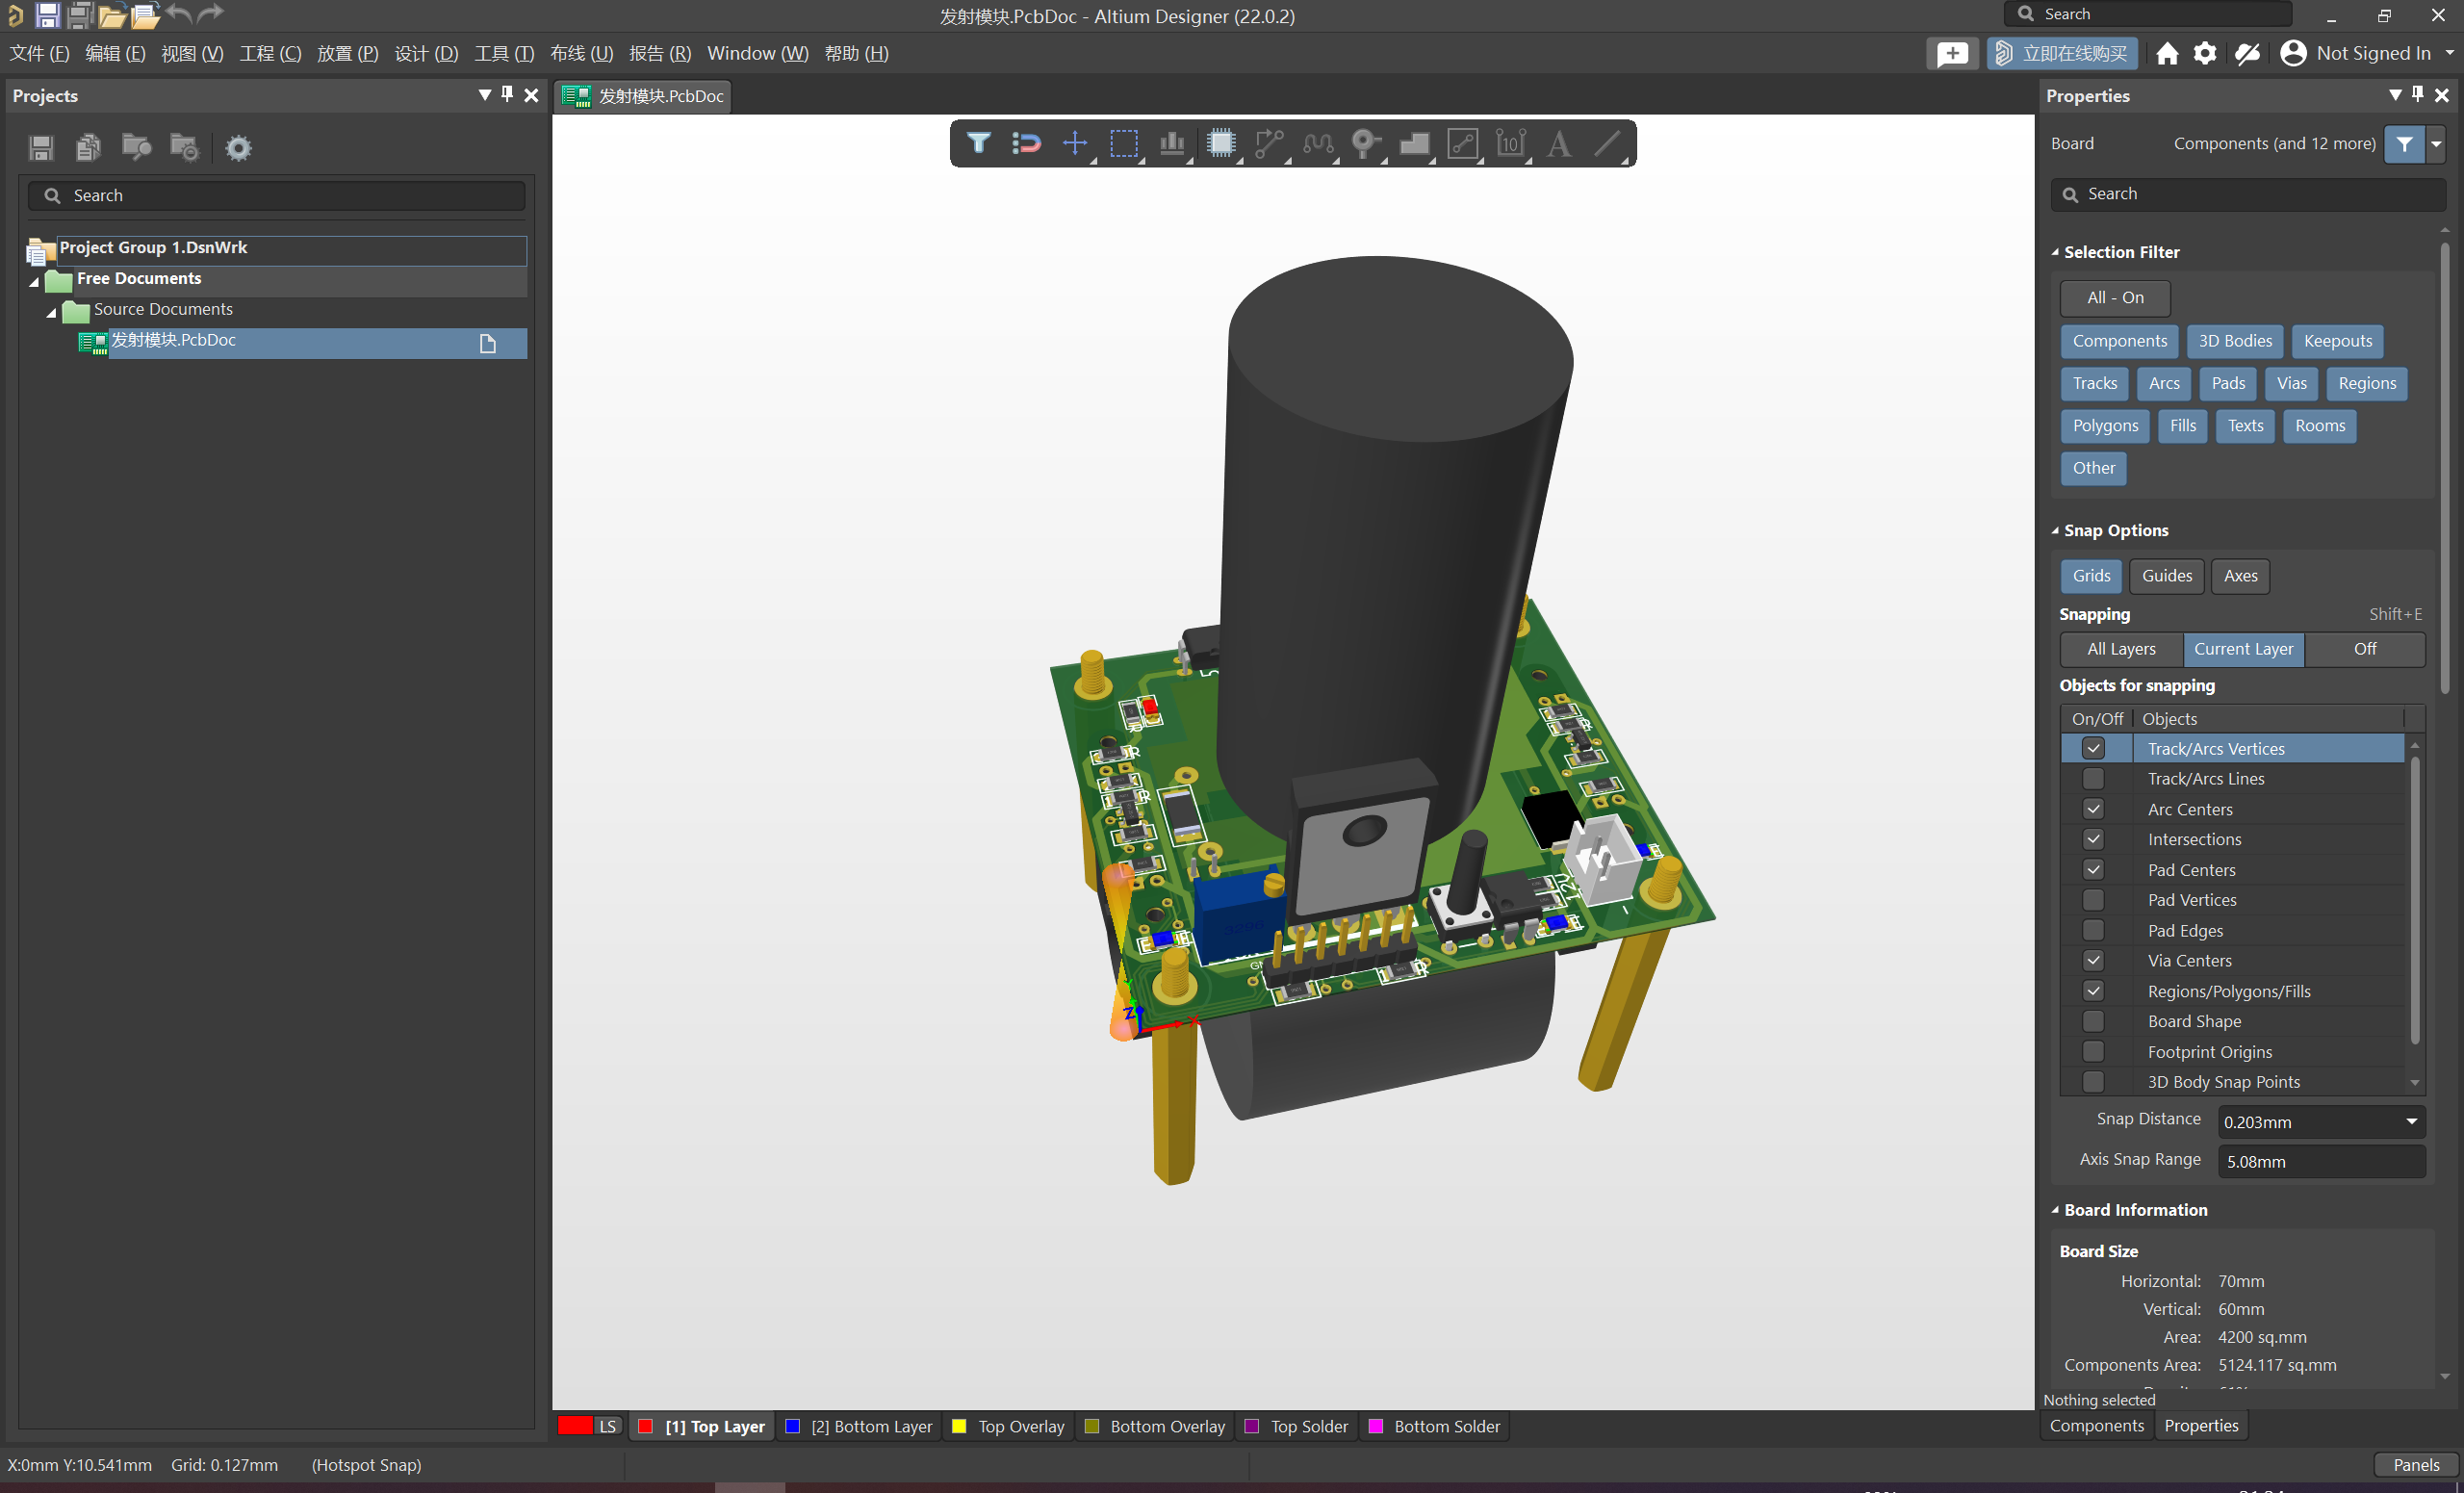 发射模块.PcbDoc - Altium Designer (22.0.2)
Search
文件 (F) 编辑 (E) 视图 (V) 工程 (C) 放置 (P) 设计 (D) 工具 (T) 布线 (U) 报告 (R) Window (W) 帮助 (H)
立即在线购买
Not Signed In
Projects
Search
Project Group 1.DsnWrk
Free Documents
Source Documents
发射模块.PcbDoc
发射模块.PcbDoc
10
A
3296
Z
X
LS
[1] Top Layer
[2] Bottom Layer
Top Overlay
Bottom Overlay
Top Solder
Bottom Solder
Properties
Board
Components (and 12 more)
Search
Selection Filter
All - On
Components 3D Bodies Keepouts
Tracks Arcs Pads Vias Regions
Polygons Fills Texts Rooms
Other
Snap Options
Grids Guides Axes
Snapping Shift+E
All Layers Current Layer Off
Objects for snapping
On/Off Objects
Track/Arcs Vertices
Track/Arcs Lines
Arc Centers
Intersections
Pad Centers
Pad Vertices
Pad Edges
Via Centers
Regions/Polygons/Fills
Board Shape
Footprint Origins
3D Body Snap Points
Snap Distance 0.203mm
Axis Snap Range 5.08mm
Board Information
Board Size
Horizontal: 70mm
Vertical: 60mm
Area: 4200 sq.mm
Components Area: 5124.117 sq.mm
Nothing selected
Components Properties
X:0mm Y:10.541mm Grid: 0.127mm (Hotspot Snap)
Panels